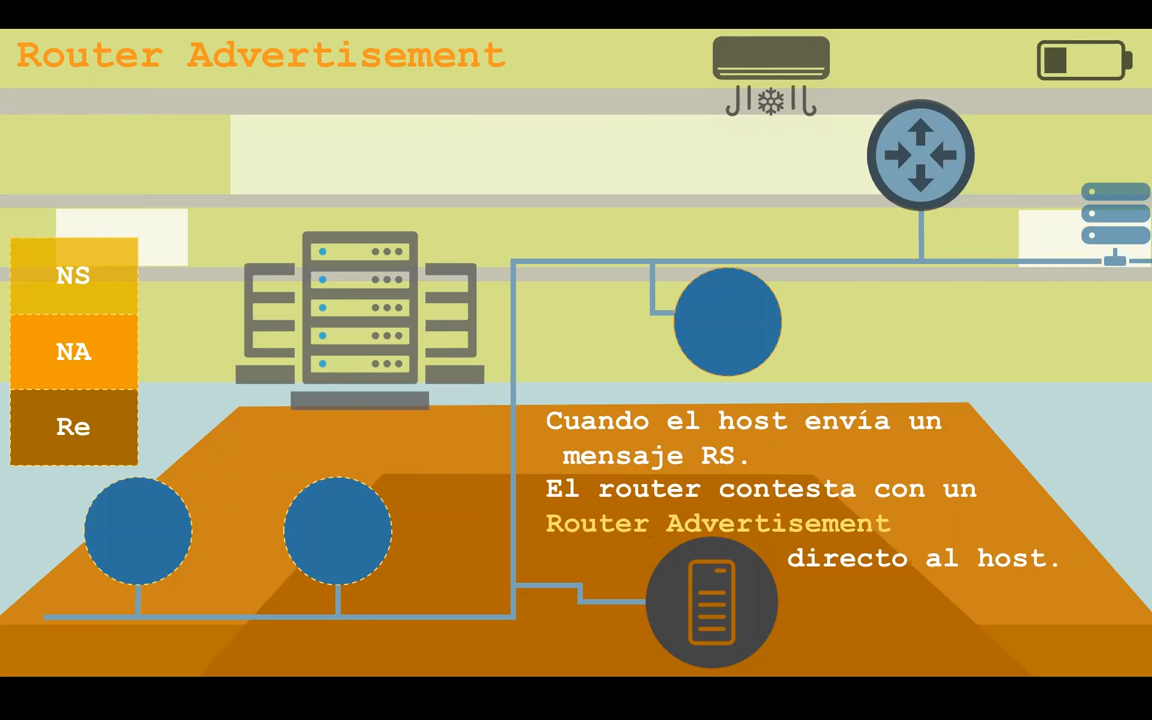 Router Advertisement
NS
NA
Re
Cuando el host envía un
mensaje RS.
El router contesta con un
Router Advertisement
directo al host.